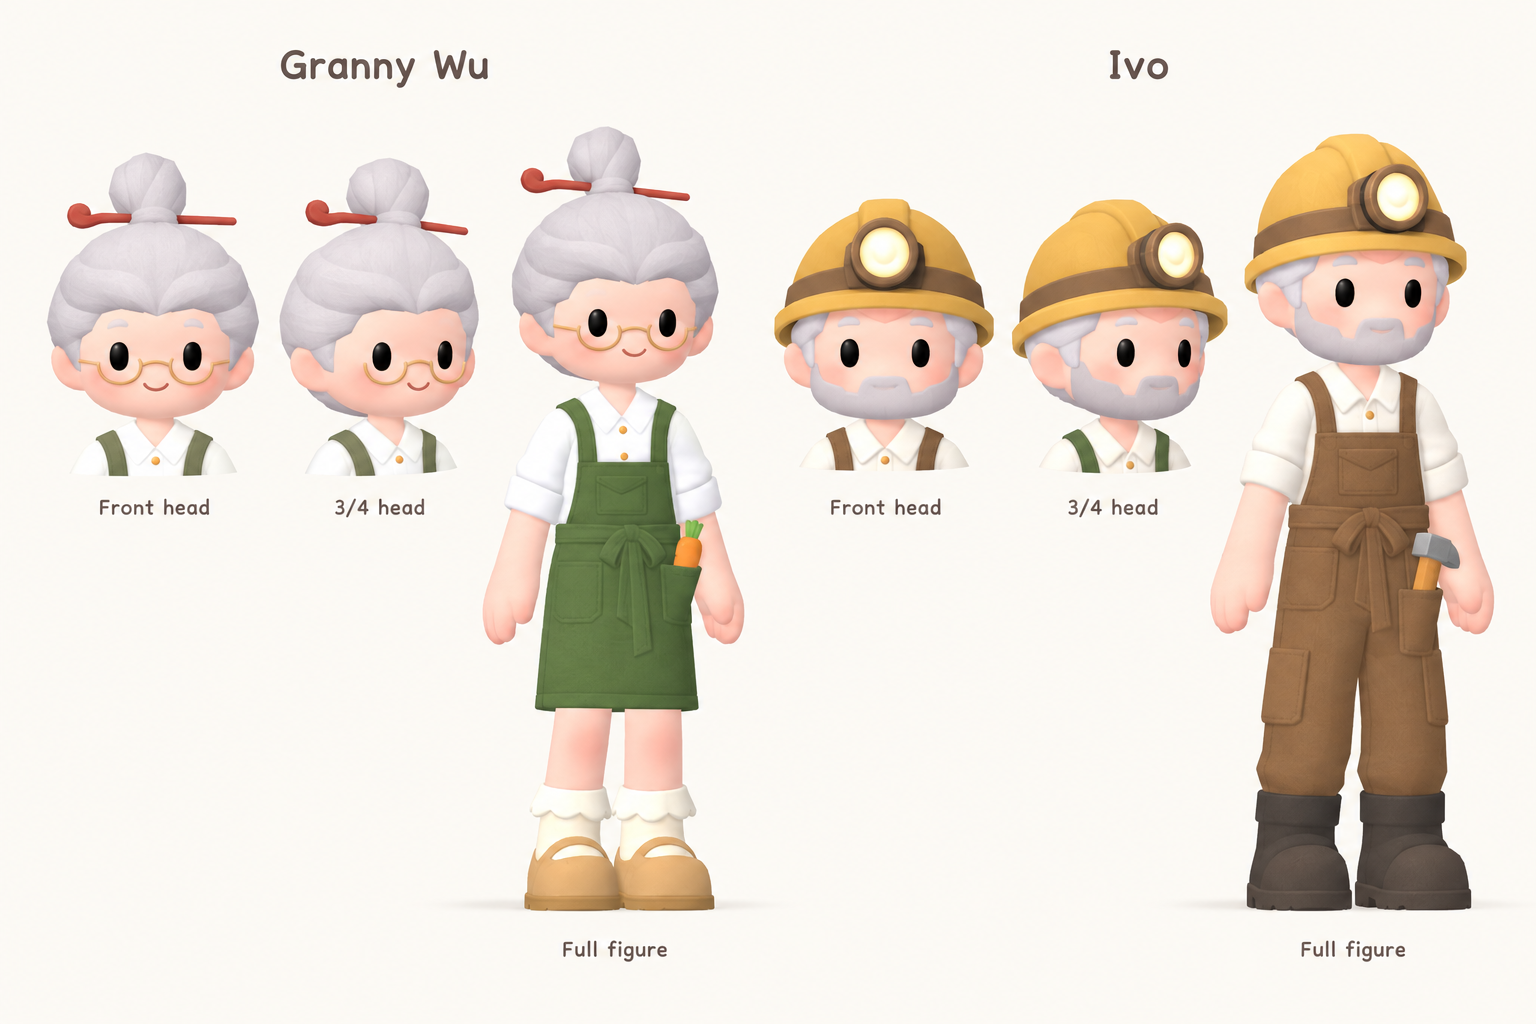 Granny Wu
Ivo
Front head
3/4 head
Front head
3/4 head
Full figure
Full figure